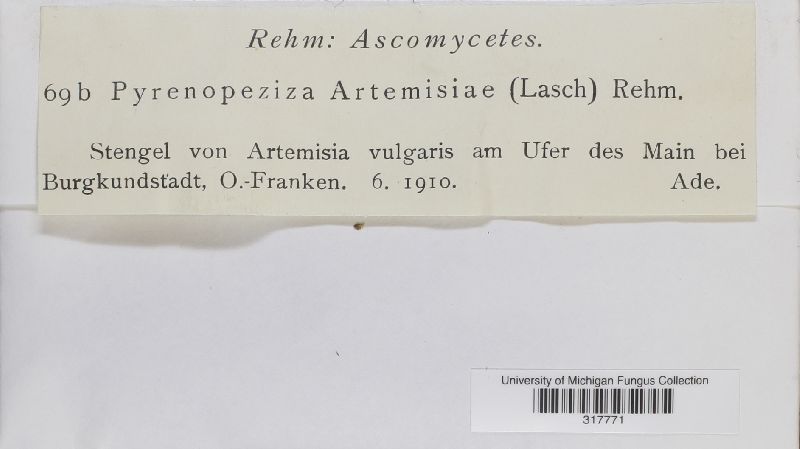 Rehm: Ascomycetes.
69b Pyrenopeziza Artemisiae (Lasch) Rehm.
Stengel von Artemisia vulgaris am Ufer des Main bei
Burgkundstadt, O.-Franken. 6. 1910. Ade.
University of Michigan Fungus Collection
317771